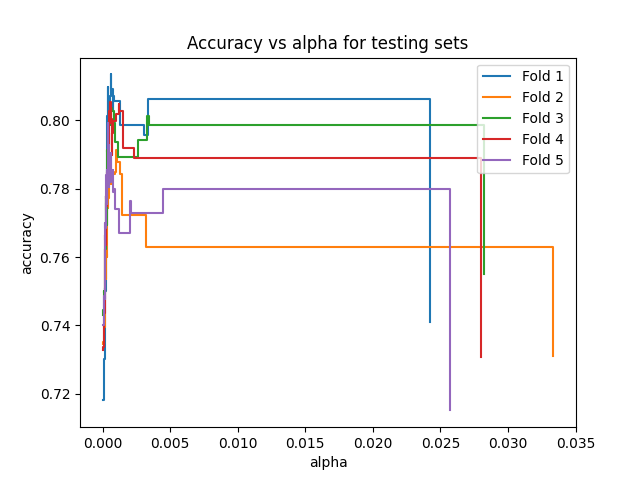 Accuracy vs alpha for testing sets
Fold 1
Fold 2
Fold 3
Fold 4
Fold 5
accuracy
0.80
0.78
0.76
0.74
0.72
0.000 0.005 0.010 0.015 0.020 0.025 0.030 0.035
alpha